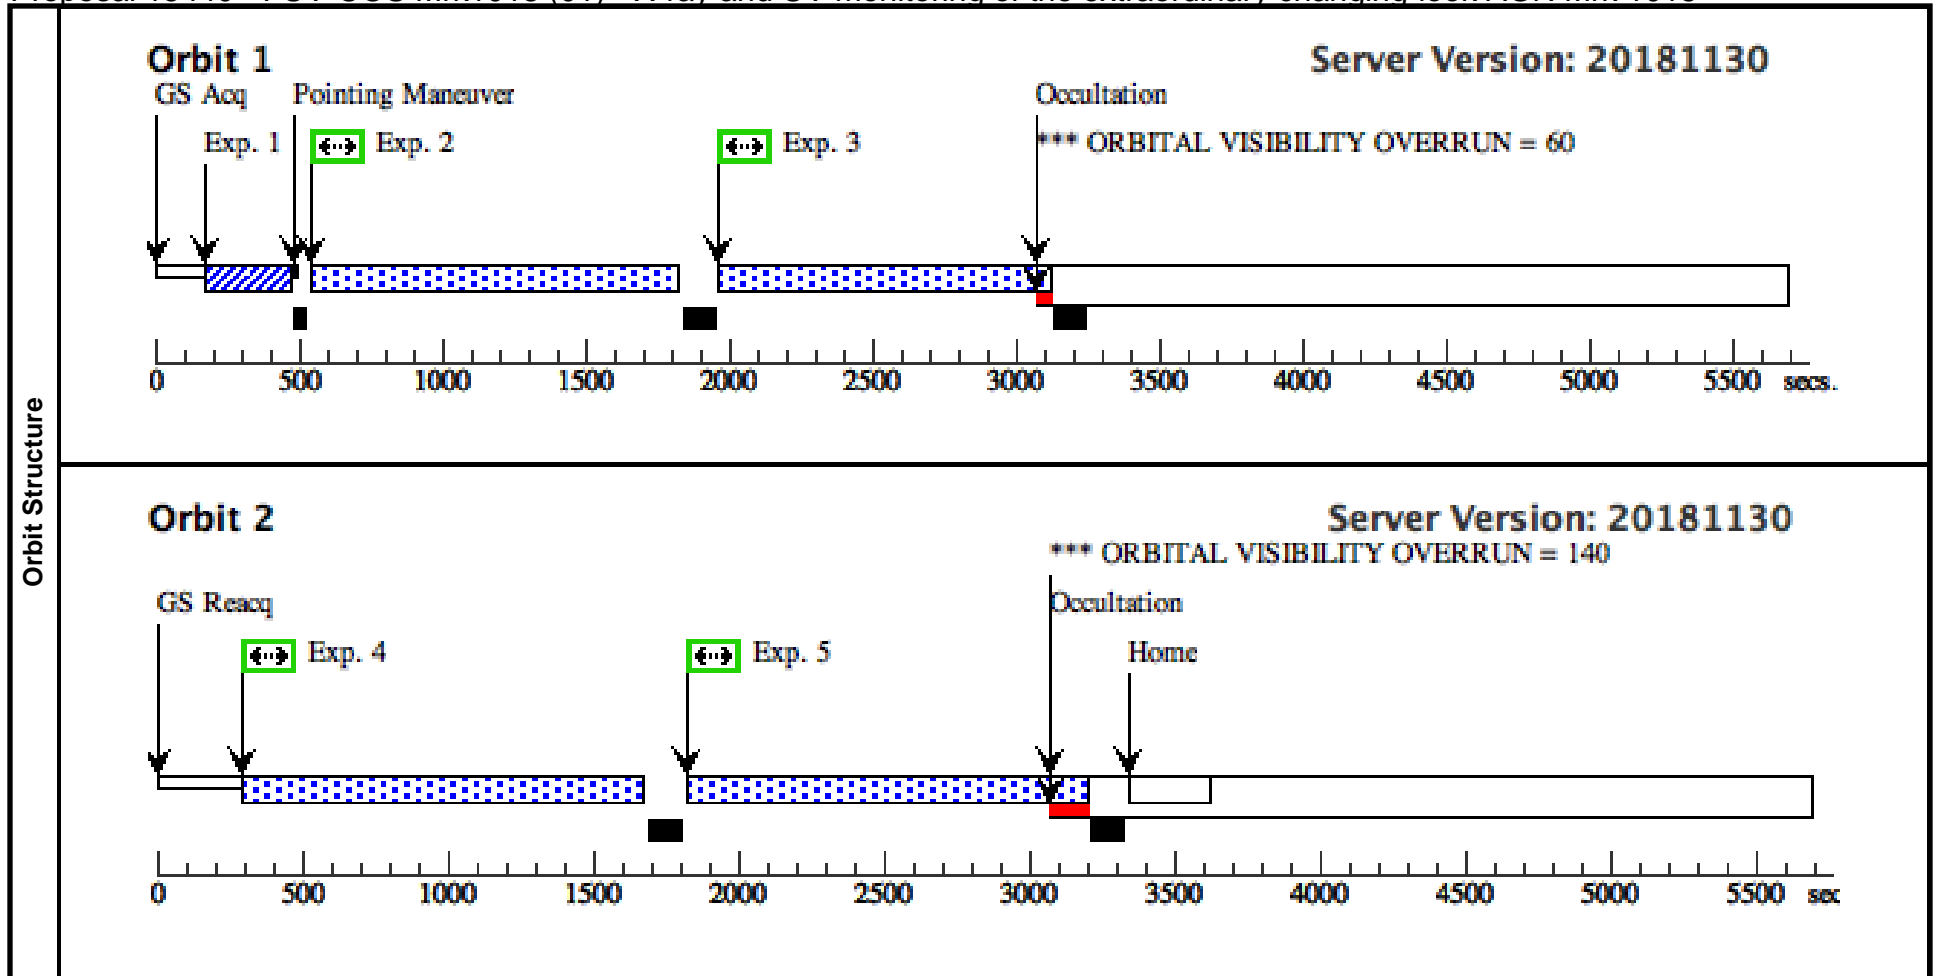 Orbit Structure
Orbit 1
Server Version: 20181130
GS Acq
Pointing Maneuver
Occultation
Exp. 1
Exp. 2
Exp. 3
*** ORBITAL VISIBILITY OVERRUN = 60
0 500 1000 1500 2000 2500 3000 3500 4000 4500 5000 5500 secs.
Orbit 2
Server Version: 20181130
*** ORBITAL VISIBILITY OVERRUN = 140
GS Reacq
Occultation
Exp. 4
Exp. 5
Home
0 500 1000 1500 2000 2500 3000 3500 4000 4500 5000 5500 sec